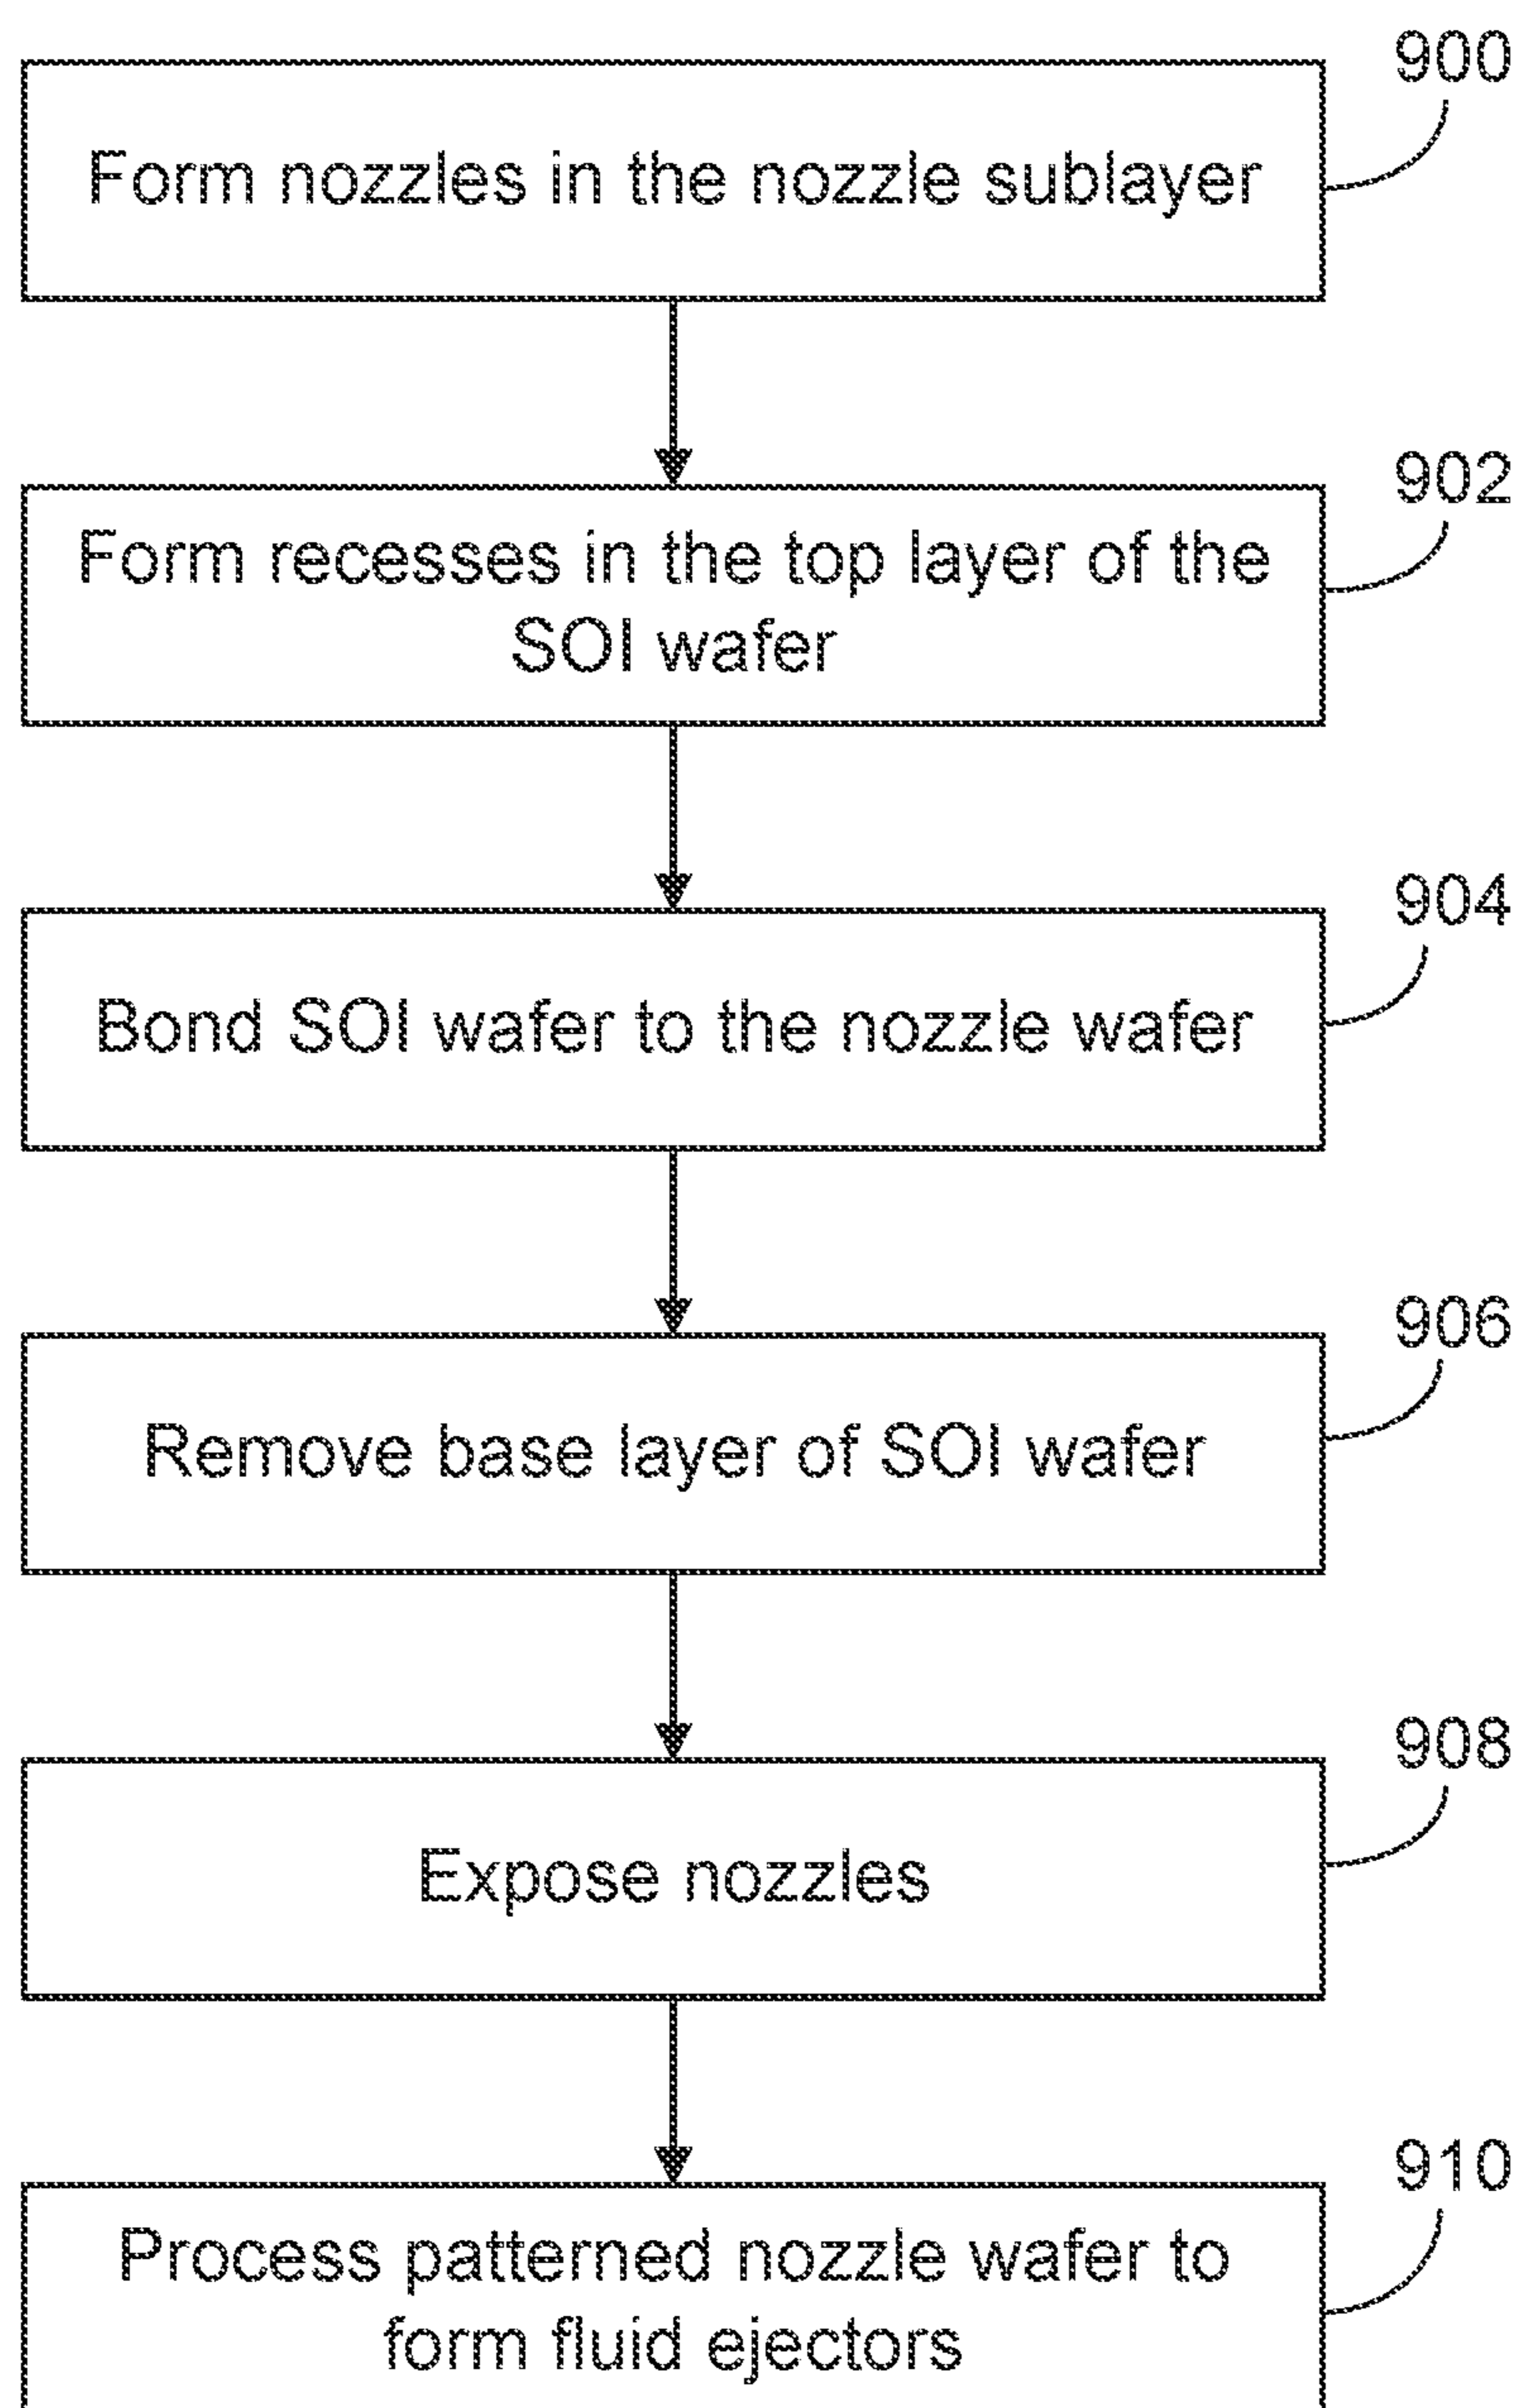 900
Form nozzles in the nozzle sublayer
902
Form recesses in the top layer of the
SOI wafer
904
Bond SOI wafer to the nozzle wafer
906
Remove base layer of SOI wafer
908
Expose nozzles
910
Process patterned nozzle wafer to
form fluid ejectors